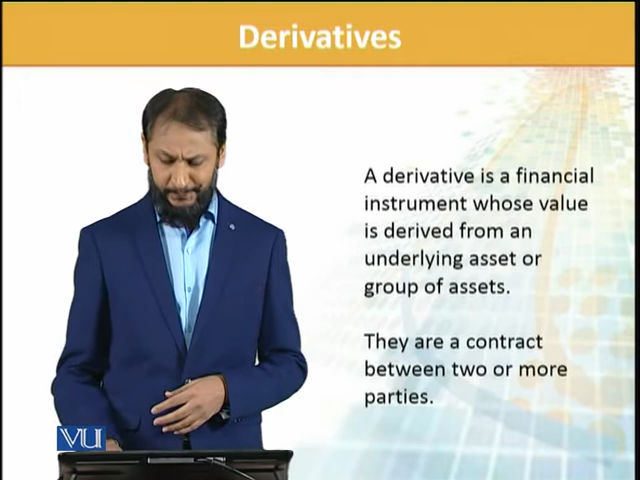 Derivatives
A derivative is a financial
instrument whose value
is derived from an
underlying asset or
group of assets.
They are a contract
between two or more
parties.
VU